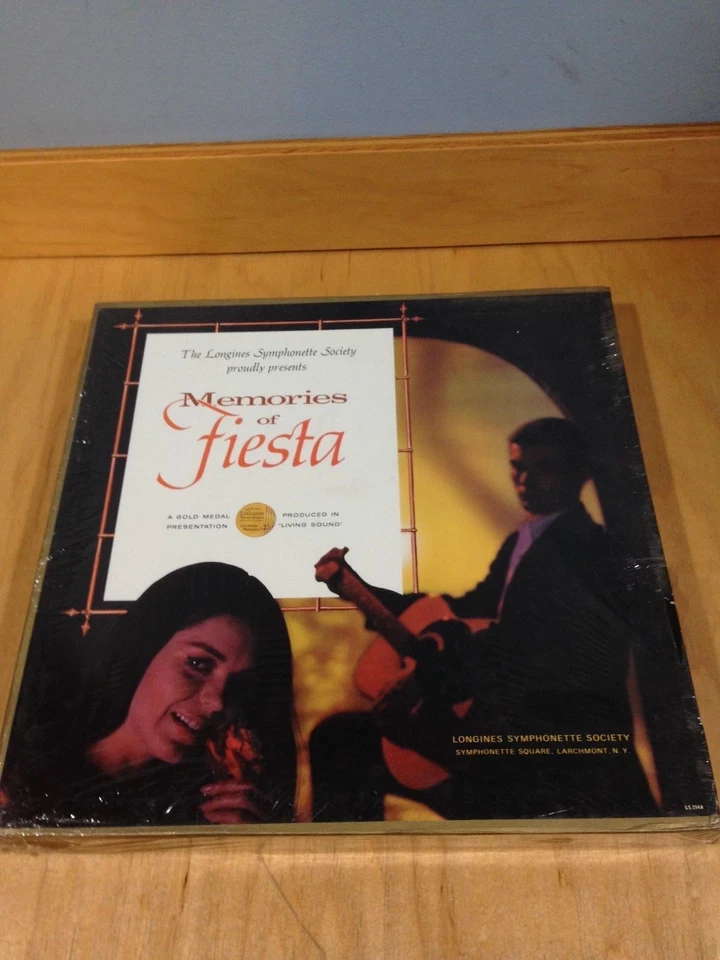 The Longines Symphonette Society
proudly presents
Memories
of
Fiesta
A GOLD MEDAL
PRESENTATION
PRODUCED IN
'LIVING SOUND'
LONGINES SYMPHONETTE SOCIETY
SYMPHONETTE SQUARE, LARCHMONT, N.Y.